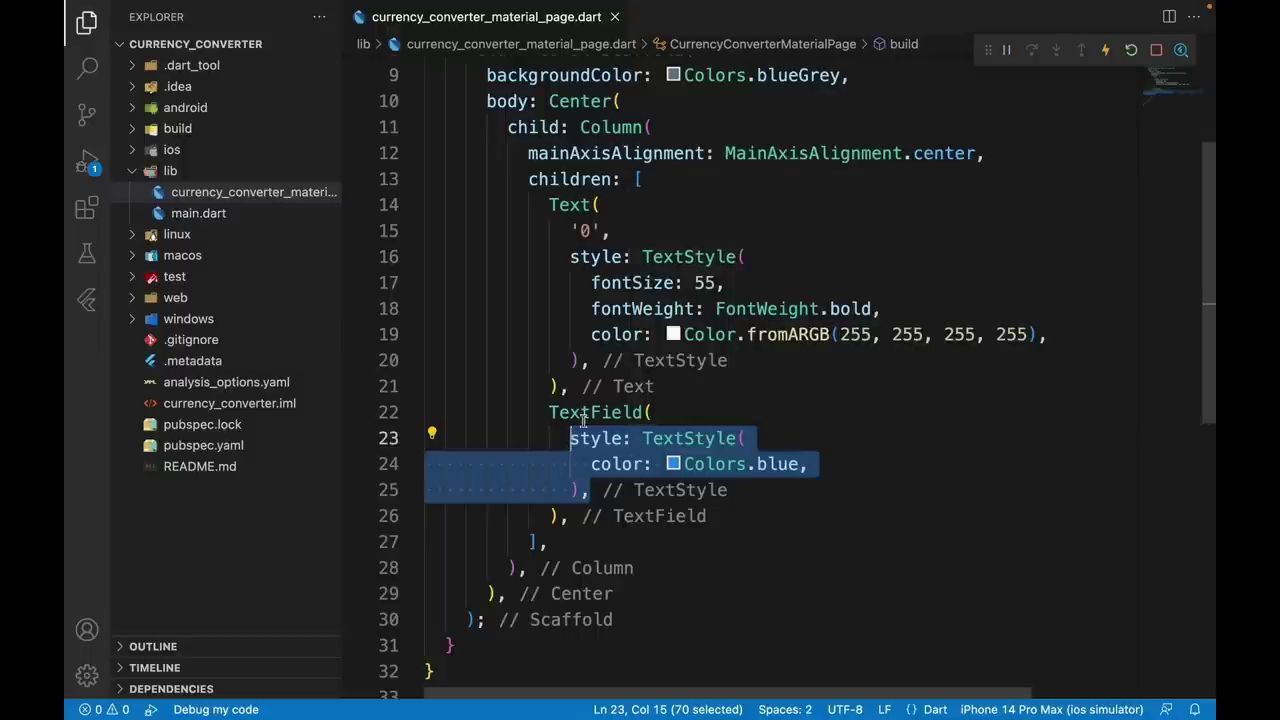 EXPLORER
CURRENCY_CONVERTER
.dart_tool
.idea
android
build
ios
lib
currency_converter_materi...
main.dart
linux
macos
test
web
windows
.gitignore
.metadata
analysis_options.yaml
currency_converter.iml
pubspec.lock
pubspec.yaml
README.md
OUTLINE
TIMELINE
DEPENDENCIES
1
currency_converter_material_page.dart
lib > currency_converter_material_page.dart > CurrencyConverterMaterialPage > build
9 backgroundColor: Colors.blueGrey,
10 body: Center(
11 child: Column(
12 mainAxisAlignment: MainAxisAlignment.center,
13 children: [
14 Text(
15 '0',
16 style: TextStyle(
17 fontSize: 55,
18 fontWeight: FontWeight.bold,
19 color: Color.fromARGB(255, 255, 255, 255),
20 ), // TextStyle
21 ), // Text
22 TextField(
23 style: TextStyle(
24 color: Colors.blue,
25 ), // TextStyle
26 ), // TextField
27 ],
28 ), // Column
29 ), // Center
30 ); // Scaffold
31 }
32 }
33
0 0 Debug my code Ln 23, Col 15 (70 selected) Spaces: 2 UTF-8 LF {} Dart iPhone 14 Pro Max (ios simulator)